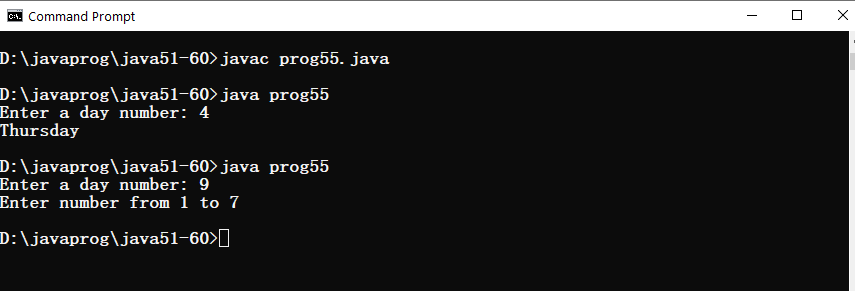 Command Prompt
D:\javaprog\java51-60>javac prog55.java
D:\javaprog\java51-60>java prog55
Enter a day number: 4
Thursday
D:\javaprog\java51-60>java prog55
Enter a day number: 9
Enter number from 1 to 7
D:\javaprog\java51-60>